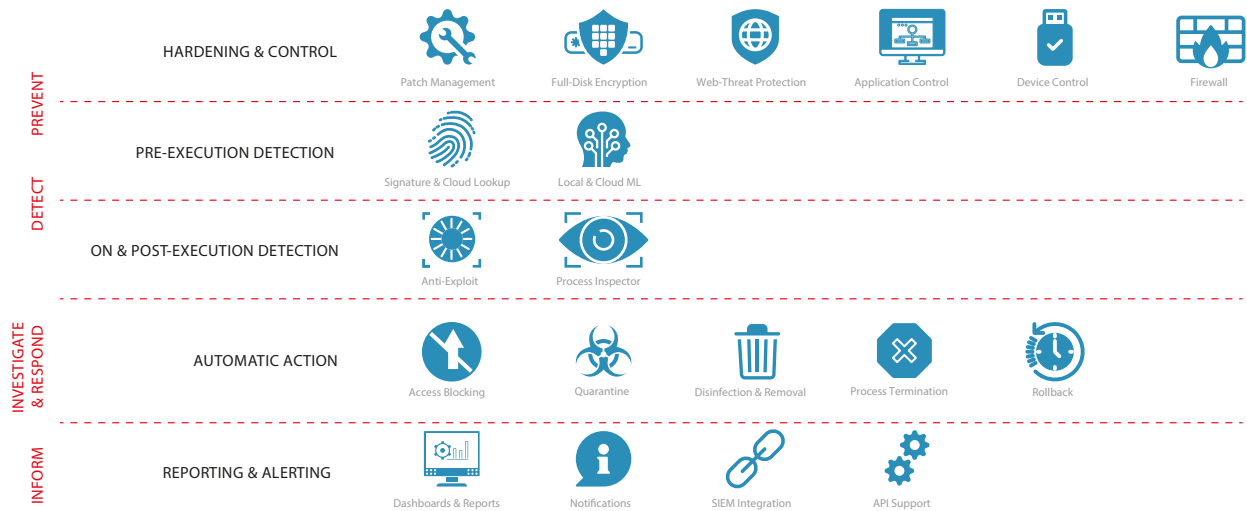 PREVENT
HARDENING & CONTROL
Patch Management
Full-Disk Encryption
Web-Threat Protection
Application Control
Device Control
Firewall
PRE-EXECUTION DETECTION
Signature & Cloud Lookup
Local & Cloud ML
DETECT
ON & POST-EXECUTION DETECTION
Anti-Exploit
Process Inspector
INVESTIGATE
& RESPOND
AUTOMATIC ACTION
Access Blocking
Quarantine
Disinfection & Removal
Process Termination
Rollback
INFORM
REPORTING & ALERTING
Dashboards & Reports
Notifications
SIEM Integration
API Support